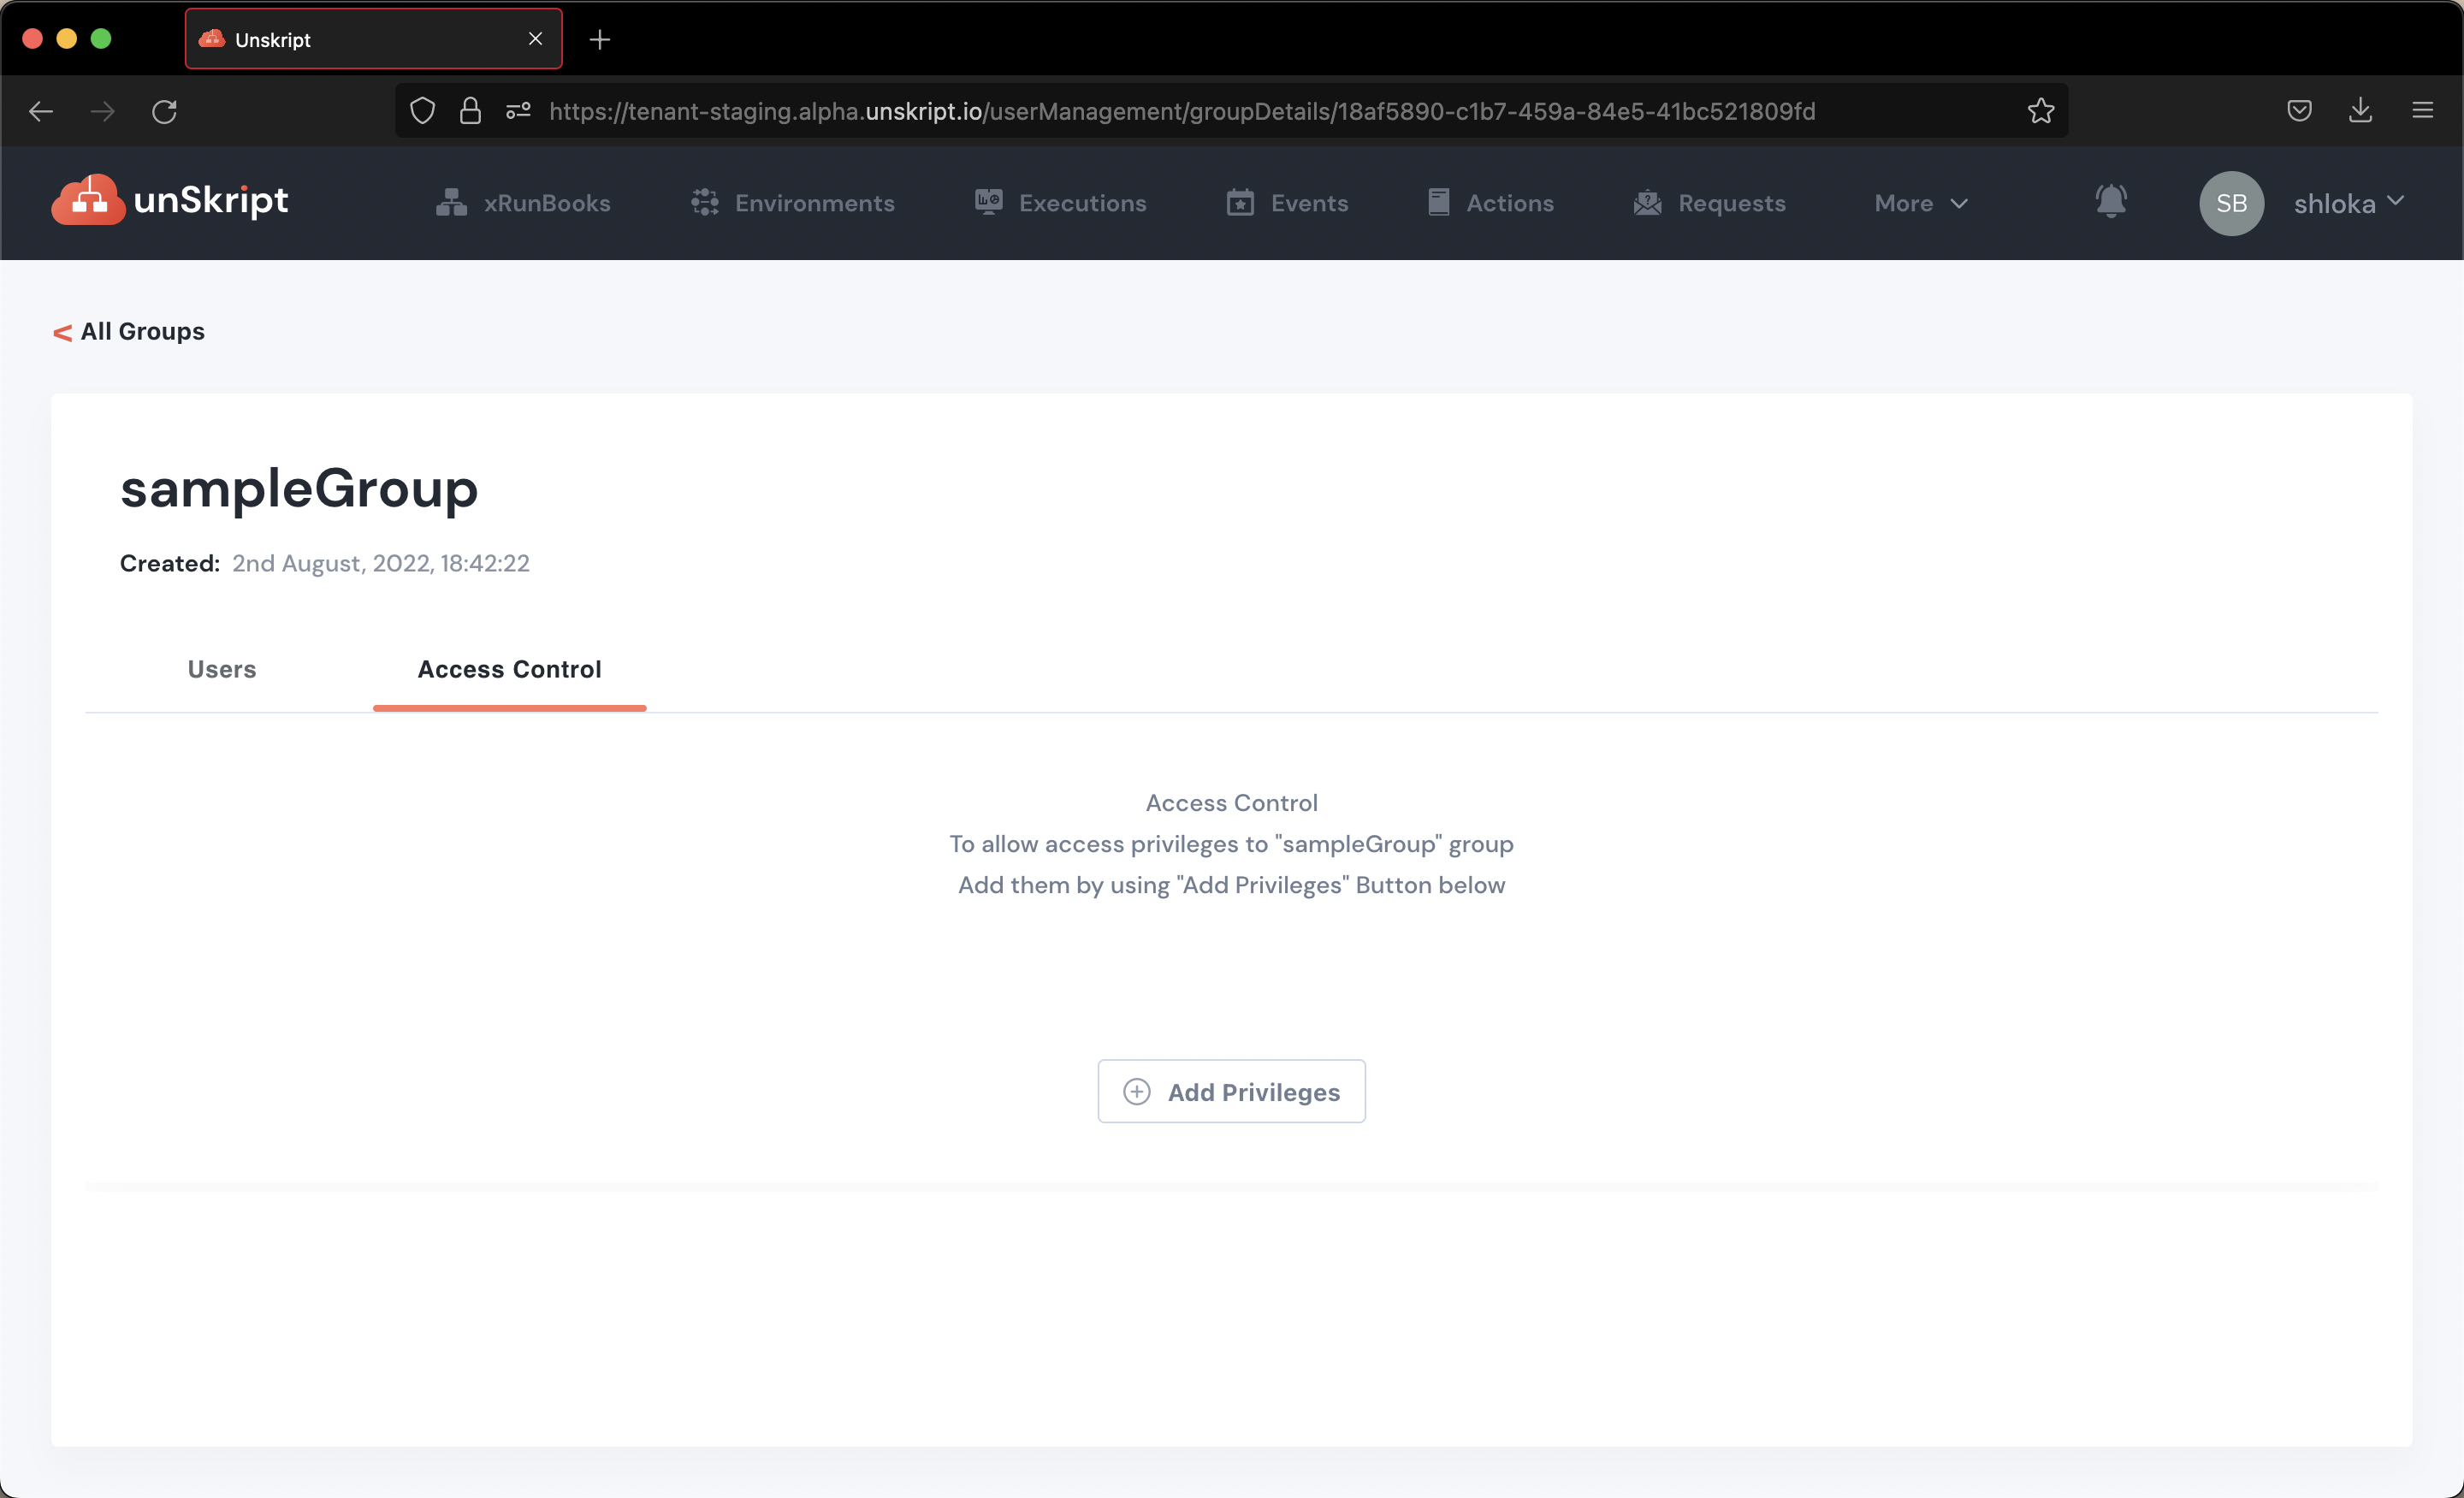 Unskript
https://tenant-staging.alpha.unskript.io/userManagement/groupDetails/18af5890-c1b7-459a-84e5-41bc521809fd
unSkript
xRunBooks
Environments
Executions
Events
Actions
Requests
More
SB
shloka
< All Groups
sampleGroup
Created: 2nd August, 2022, 18:42:22
Users
Access Control
Access Control
To allow access privileges to "sampleGroup" group
Add them by using "Add Privileges" Button below
Add Privileges